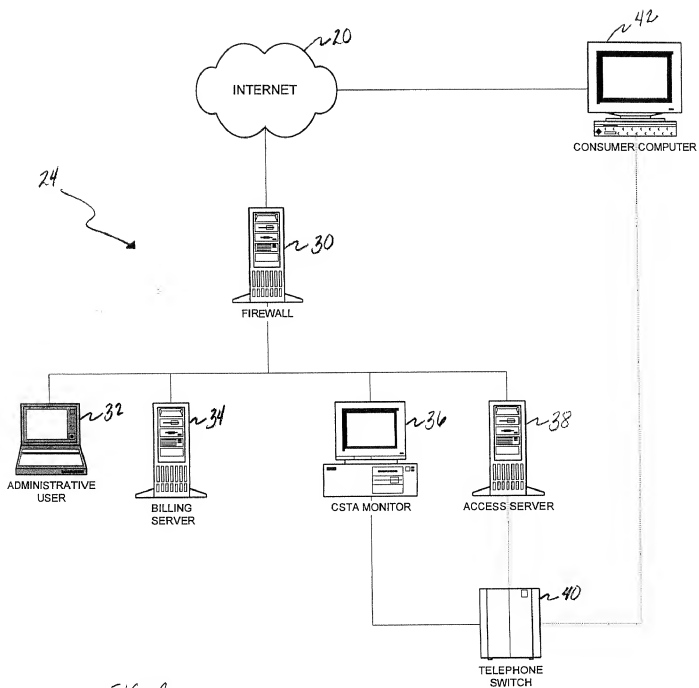 20
42
INTERNET
CONSUMER COMPUTER
24
30
FIREWALL
32
34
36
38
ADMINISTRATIVE
USER
BILLING
SERVER
CSTA MONITOR
ACCESS SERVER
40
TELEPHONE
SWITCH